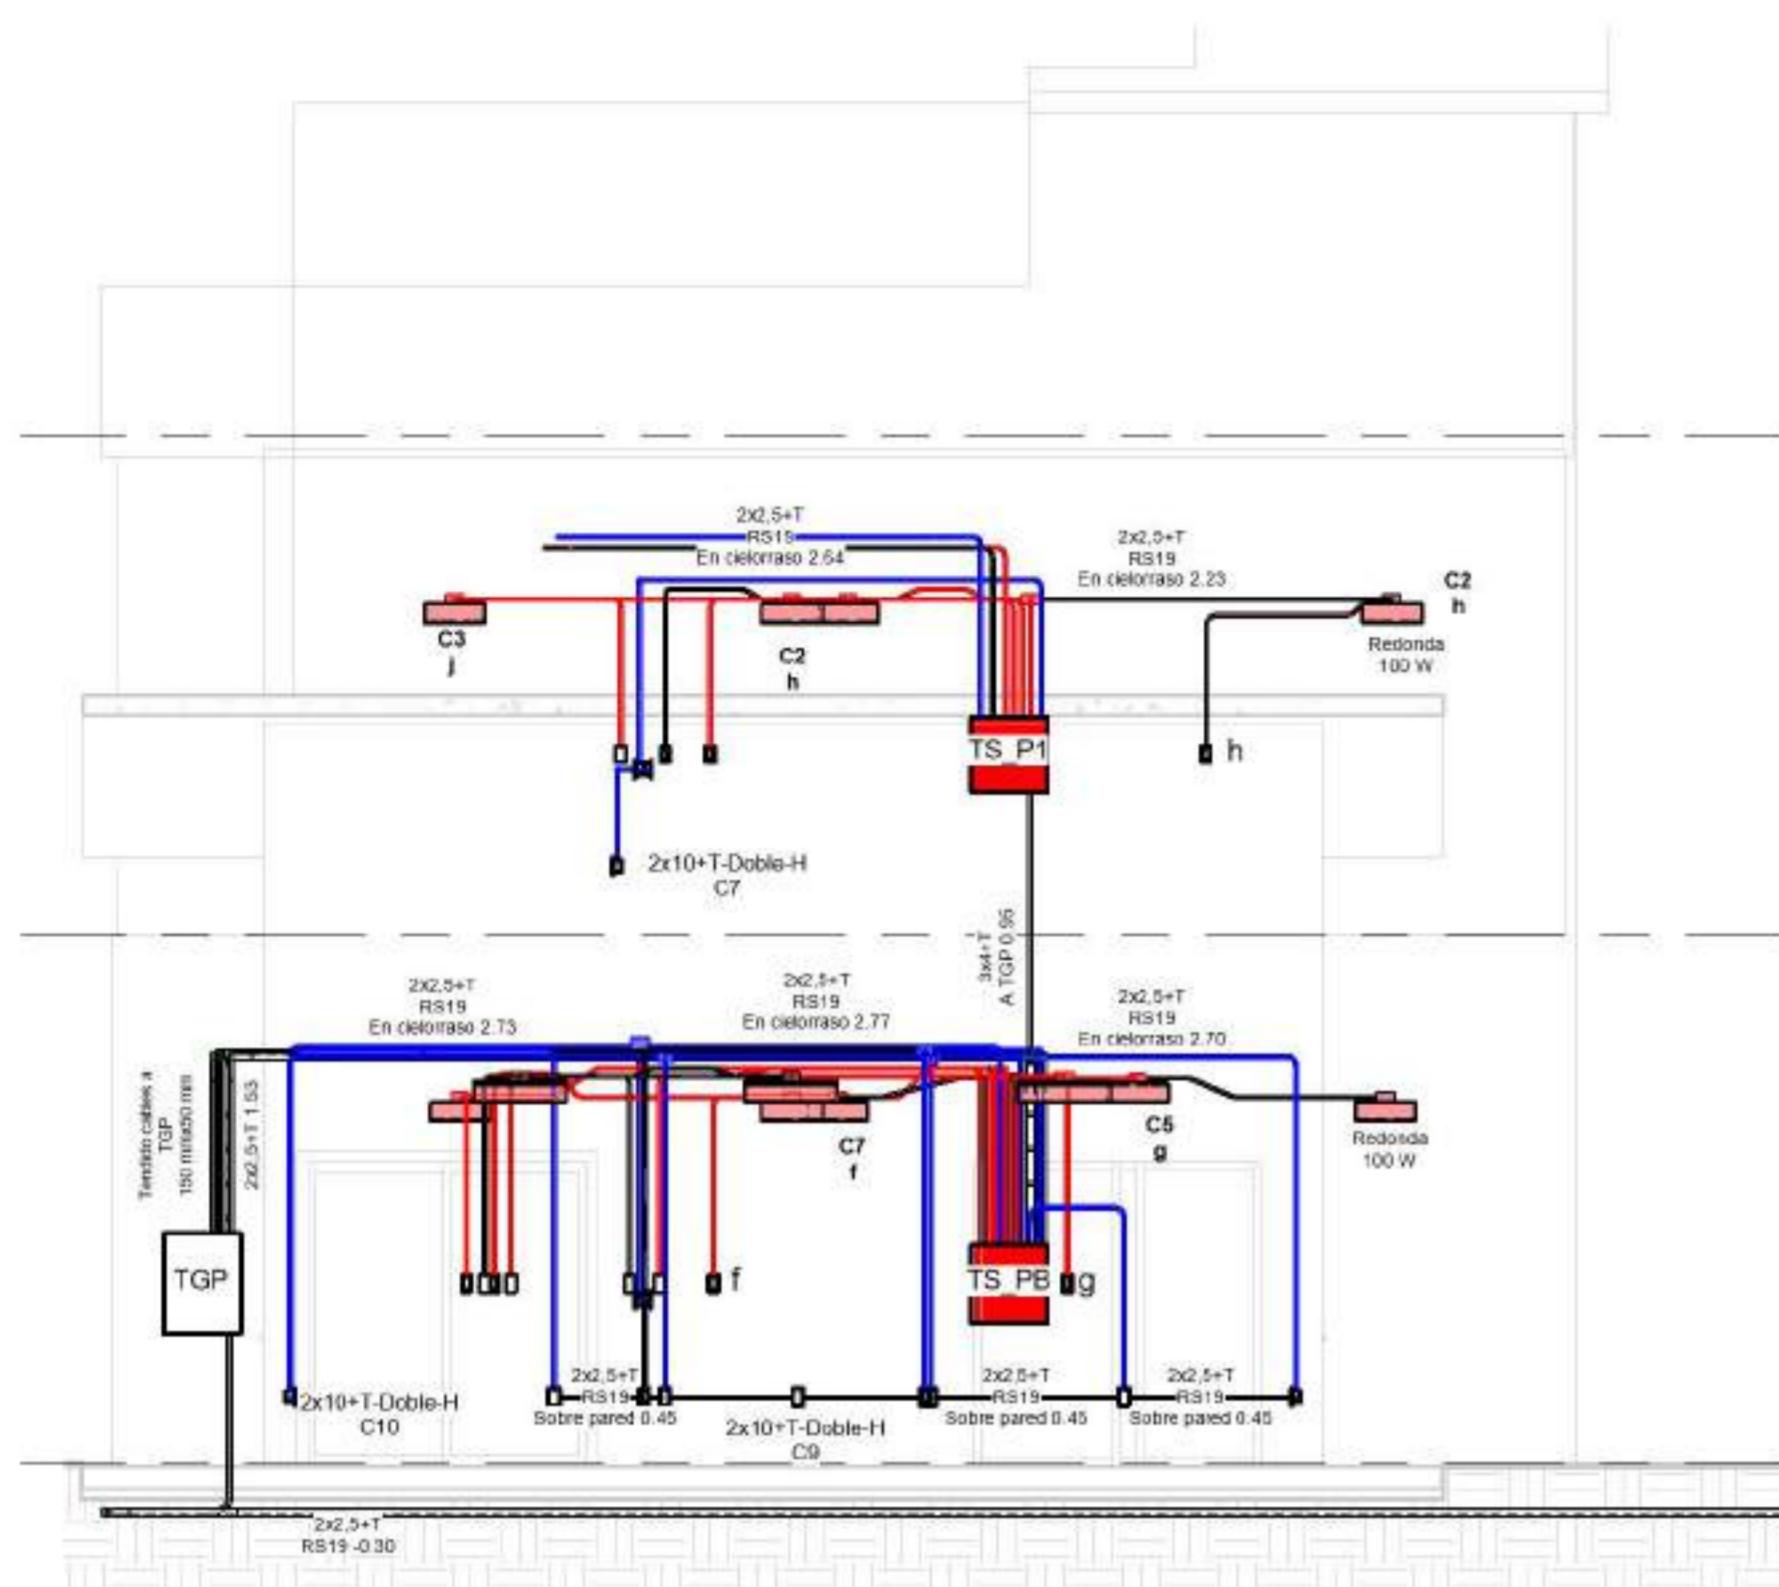 2x2,5+T
RS19
En cielorraso 2.64
2x2,5+T
RS19
En cielorraso 2.23
C2
h
C3
j
C2
h
Redonda
100 W
TS_P1
h
2x10+T-Doble-H
C7
3x4+T
A TGP 0.95
2x2,5+T
RS19
En cielorraso 2.73
2x2,5+T
RS19
En cielorraso 2.77
2x2,5+T
RS19
En cielorraso 2.70
Tendido cables a
TGP
150 mmx50 mm
2x2,5+T 1.53
C7
f
C5
g
Redonda
100 W
TGP
f
TS_PB
g
2x10+T-Doble-H
C10
2x2,5+T
RS19
Sobre pared 0.45
2x10+T-Doble-H
C9
2x2,5+T
RS19
Sobre pared 0.45
2x2,5+T
RS19
Sobre pared 0.45
2x2,5+T
RS19 -0.30